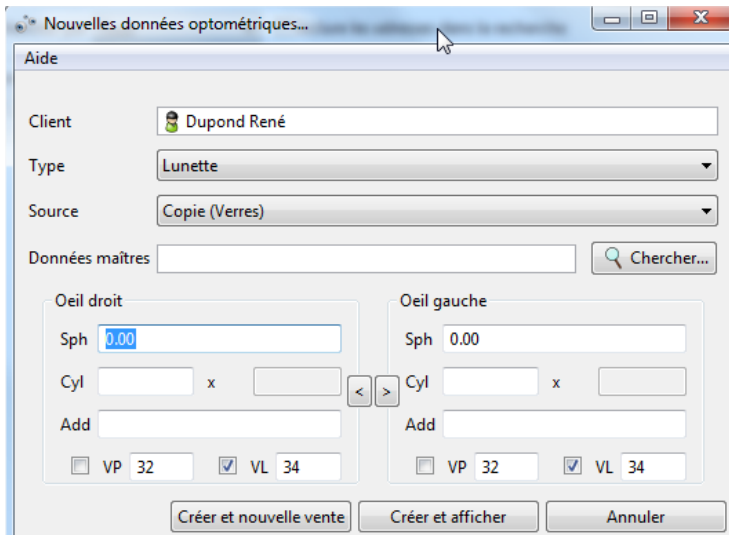 Nouvelles données optométriques...
Aide
Client Dupond René
Type Lunette
Source Copie (Verres)
Données maîtres Chercher...
Oeil droit Oeil gauche
Sph 0.00 Sph 0.00
Cyl x < > Cyl x
Add Add
VP 32 VL 34 VP 32 VL 34
Créer et nouvelle vente Créer et afficher Annuler